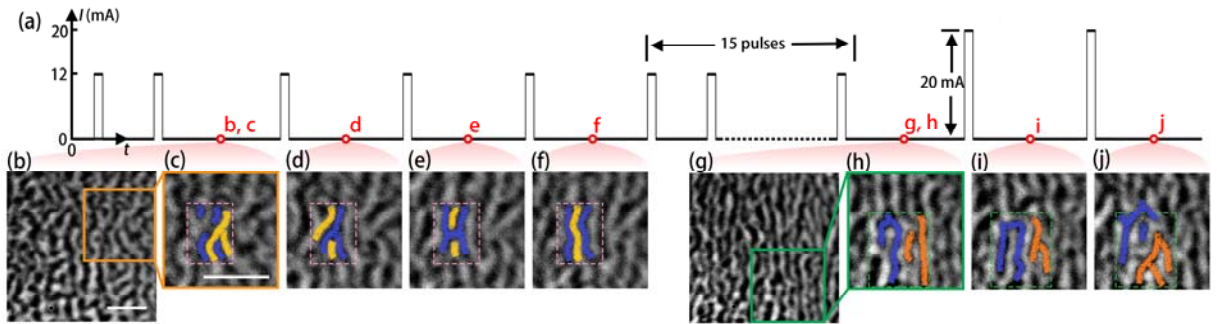 (a)
I (mA)
20
12
0
0
t
15 pulses
20 mA
b, c
d
e
f
g, h
i
j
(b)
(c)
(d)
(e)
(f)
(g)
(h)
(i)
(j)